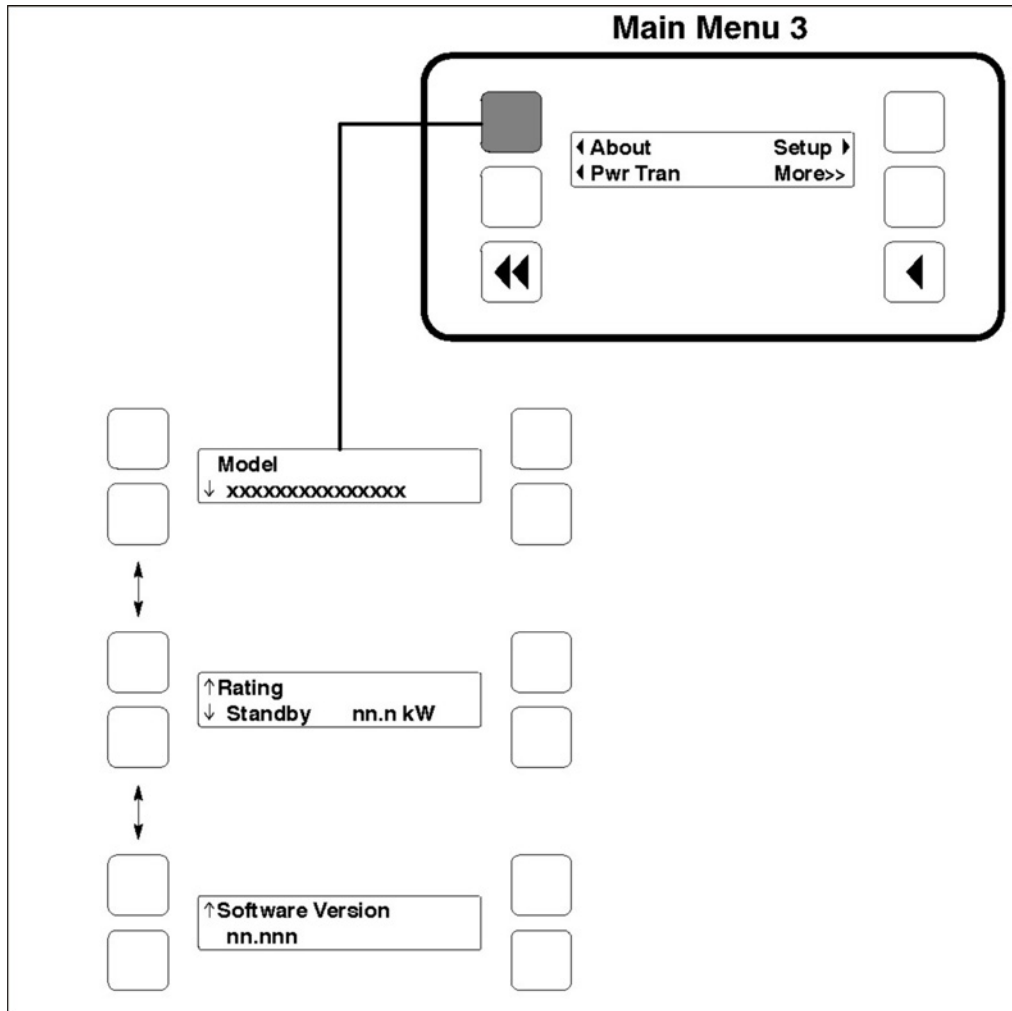 Main Menu 3
About Setup
Pwr Tran More>>
Model
↓ xxxxxxxxxxxxxxx
↑Rating
↓ Standby nn.n kW
↑Software Version
nn.nnn